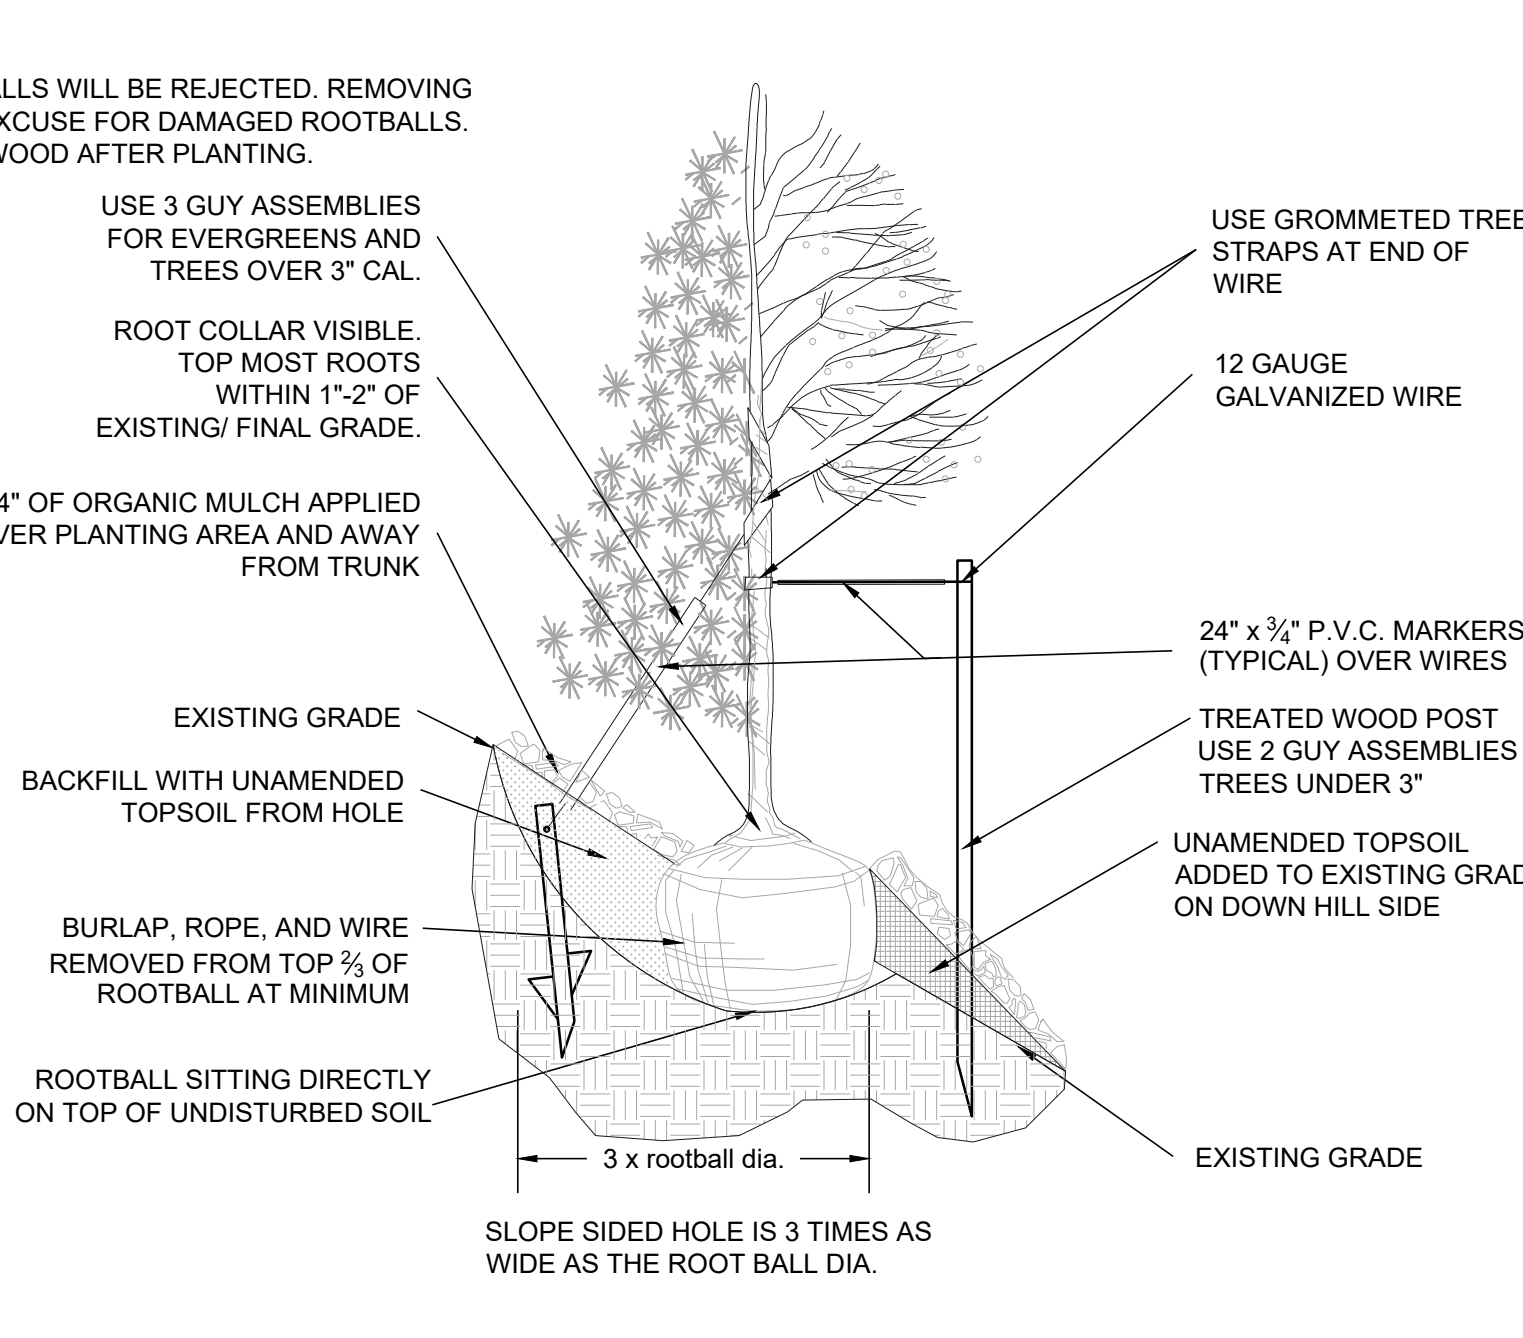 ALLS WILL BE REJECTED. REMOVING
XCUSE FOR DAMAGED ROOTBALLS.
WOOD AFTER PLANTING.
USE 3 GUY ASSEMBLIES
FOR EVERGREENS AND
TREES OVER 3" CAL.
ROOT COLLAR VISIBLE.
TOP MOST ROOTS
WITHIN 1"-2" OF
EXISTING/ FINAL GRADE.
4" OF ORGANIC MULCH APPLIED
VER PLANTING AREA AND AWAY
FROM TRUNK
EXISTING GRADE
BACKFILL WITH UNAMENDED
TOPSOIL FROM HOLE
BURLAP, ROPE, AND WIRE
REMOVED FROM TOP ⅔ OF
ROOTBALL AT MINIMUM
ROOTBALL SITTING DIRECTLY
ON TOP OF UNDISTURBED SOIL
USE GROMMETED TREE
STRAPS AT END OF
WIRE
12 GAUGE
GALVANIZED WIRE
24" x ¾" P.V.C. MARKERS
(TYPICAL) OVER WIRES
TREATED WOOD POST
USE 2 GUY ASSEMBLIES
TREES UNDER 3"
UNAMENDED TOPSOIL
ADDED TO EXISTING GRAD
ON DOWN HILL SIDE
EXISTING GRADE
3 x rootball dia.
SLOPE SIDED HOLE IS 3 TIMES AS
WIDE AS THE ROOT BALL DIA.